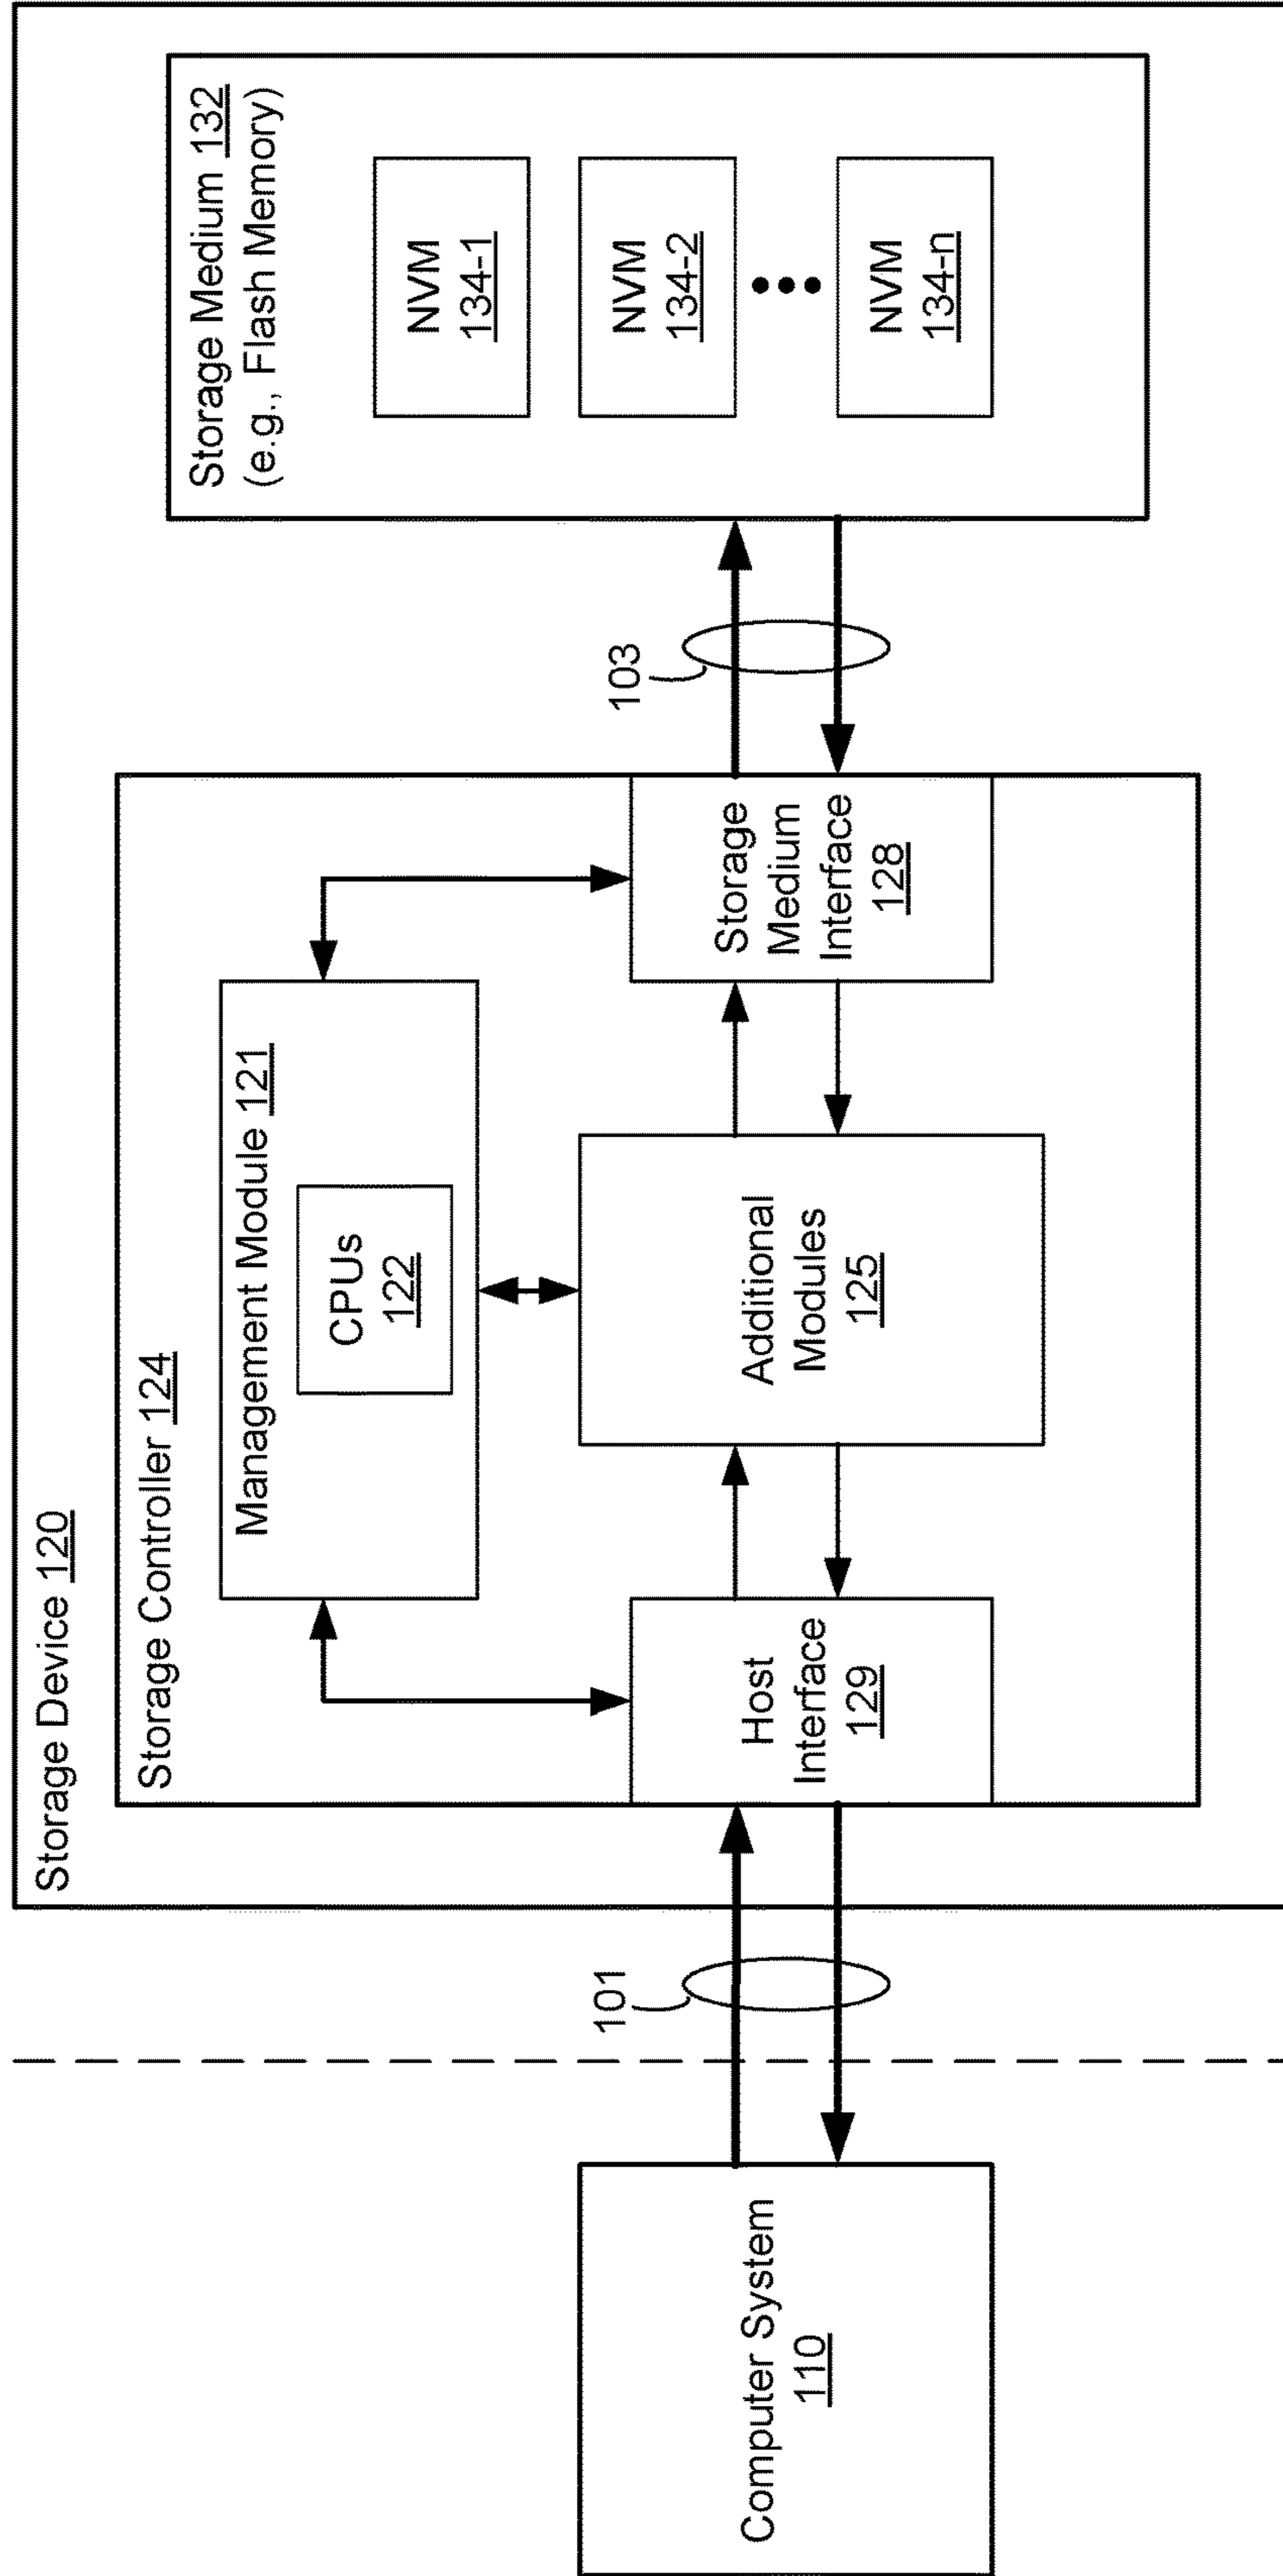 Storage Device 120
Storage Controller 124
Management Module 121
CPUs
122
Computer System
110
101
Host
Interface
129
Additional
Modules
125
Storage
Medium
Interface
128
103
Storage Medium 132
(e.g., Flash Memory)
NVM
134-1
NVM
134-2
NVM
134-n